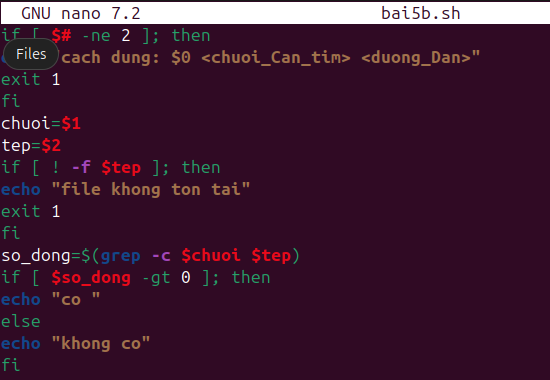 GNU nano 7.2 bai5b.sh
if [ $# -ne 2 ]; then
Files
"cach dung: $0 <chuoi_Can_tim> <duong_Dan>"
exit 1
fi
chuoi=$1
tep=$2
if [ ! -f $tep ]; then
echo "file khong ton tai"
exit 1
fi
so_dong=$(grep -c $chuoi $tep)
if [ $so_dong -gt 0 ]; then
echo "co "
else
echo "khong co"
fi